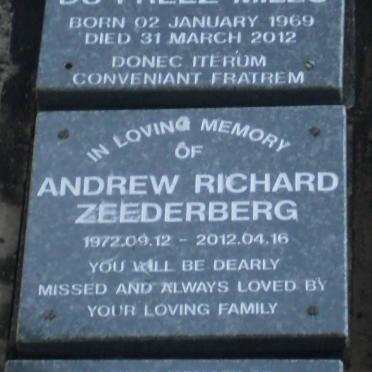 MILLS
BORN 02 JANUARY 1969
DIED 31 MARCH 2012
DONEC ITERUM
CONVENIANT FRATREM
IN LOVING MEMORY
OF
ANDREW RICHARD
ZEEDERBERG
1972.09.12 - 2012.04.16
YOU WILL BE DEARLY
MISSED AND ALWAYS LOVED BY
YOUR LOVING FAMILY